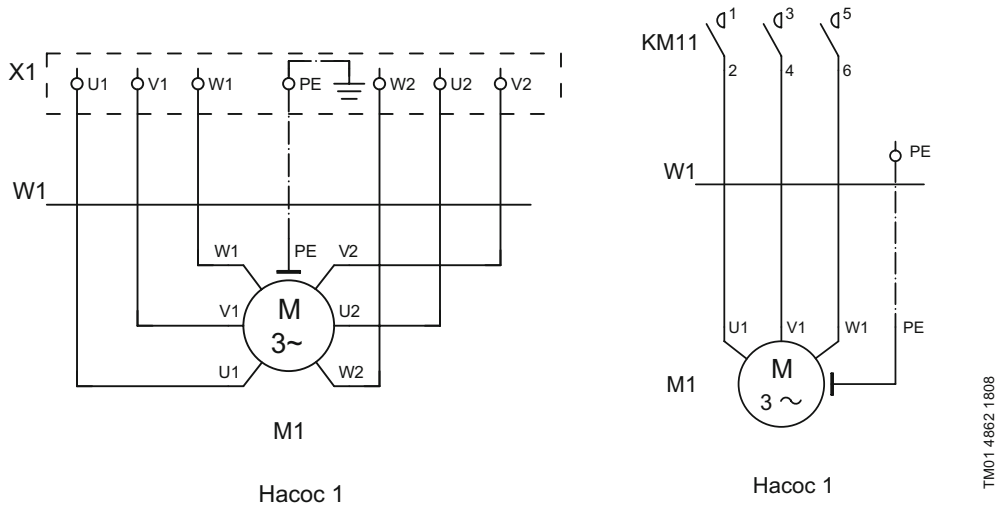 X1
U1 V1 W1 PE W2 U2 V2
W1
W1 PE V2
V1 M 3~ U2
U1 W2
M1
Насос 1
KM11
1 3 5
2 4 6
PE
W1
U1 V1 W1 PE
M1
M
3 ~
Насос 1
TM01 4862 1808